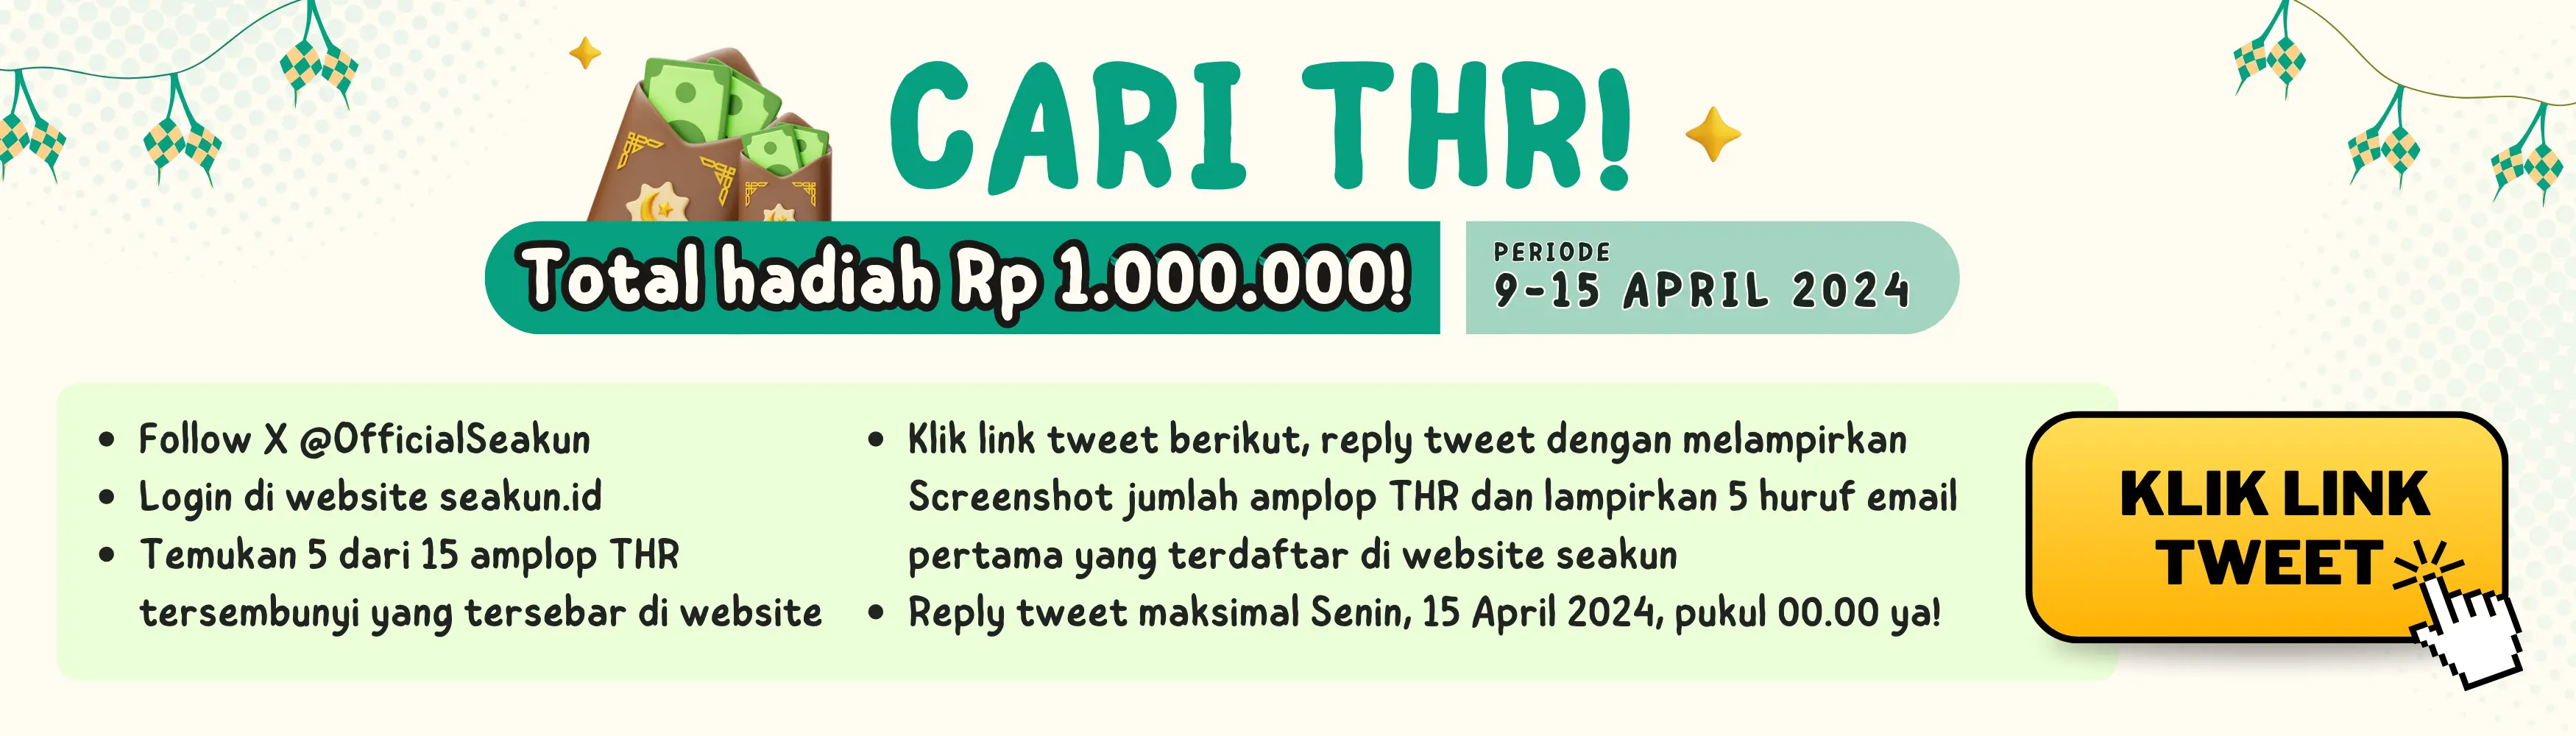 CARI THR!
Total hadiah Rp 1.000.000!
PERIODE
9-15 APRIL 2024
• Follow X @OfficialSeakun
• Login di website seakun.id
• Temukan 5 dari 15 amplop THR
tersembunyi yang tersebar di website
• Klik link tweet berikut, reply tweet dengan melampirkan
Screenshot jumlah amplop THR dan lampirkan 5 huruf email
pertama yang terdaftar di website seakun
• Reply tweet maksimal Senin, 15 April 2024, pukul 00.00 ya!
KLIK LINK
TWEET